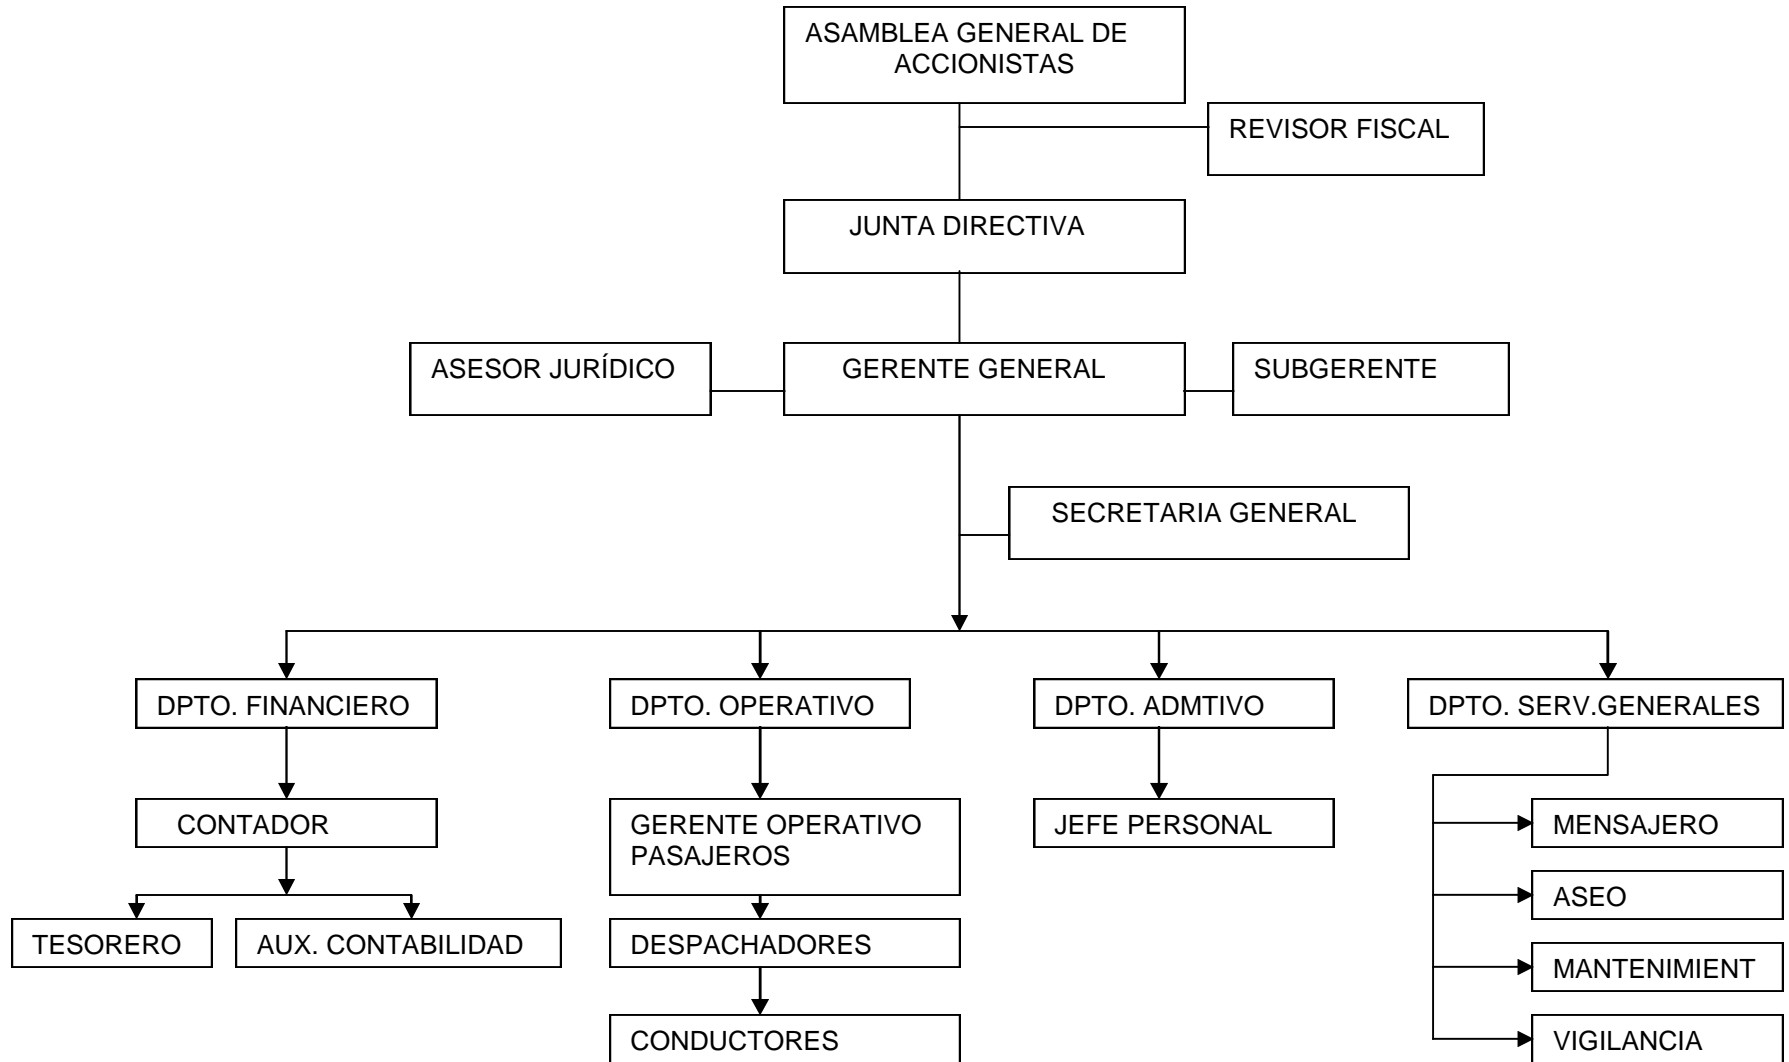 ASAMBLEA GENERAL DE
ACCIONISTAS
REVISOR FISCAL
JUNTA DIRECTIVA
ASESOR JURÍDICO
GERENTE GENERAL
SUBGERENTE
SECRETARIA GENERAL
DPTO. FINANCIERO
DPTO. OPERATIVO
DPTO. ADMTIVO
DPTO. SERV.GENERALES
CONTADOR
GERENTE OPERATIVO
PASAJEROS
JEFE PERSONAL
MENSAJERO
ASEO
TESORERO
AUX. CONTABILIDAD
DESPACHADORES
MANTENIMIENT
CONDUCTORES
VIGILANCIA